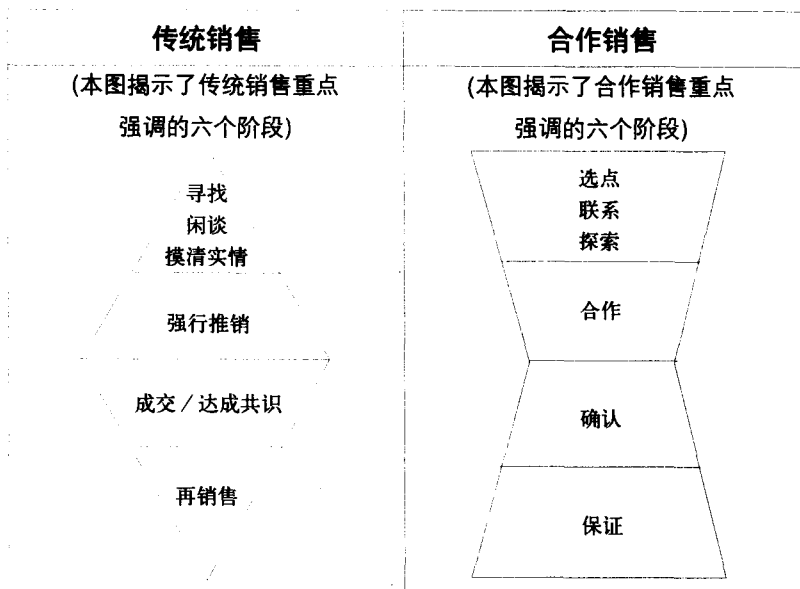 传统销售
(本图揭示了传统销售重点
强调的六个阶段)
寻找
闲谈
摸清实情
强行推销
成交/达成共识
再销售
合作销售
(本图揭示了合作销售重点
强调的六个阶段)
选点
联系
探索
合作
确认
保证